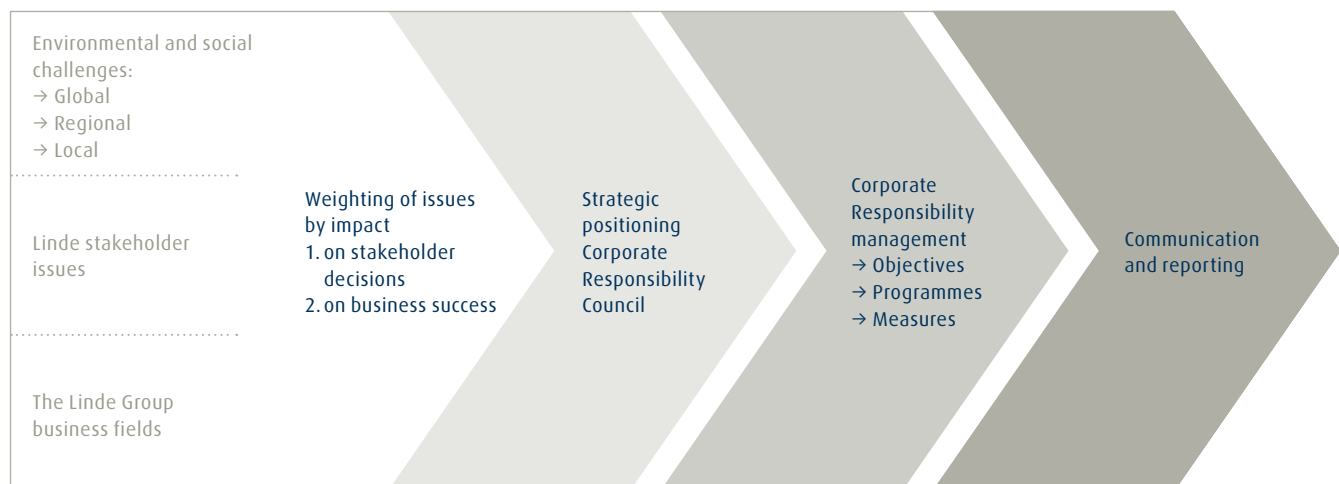 Environmental and social
challenges:
→ Global
→ Regional
→ Local
Linde stakeholder
issues
The Linde Group
business fields
Weighting of issues
by impact
1. on stakeholder
decisions
2. on business success
Strategic
positioning
Corporate
Responsibility
Council
Corporate
Responsibility
management
→ Objectives
→ Programmes
→ Measures
Communication
and reporting